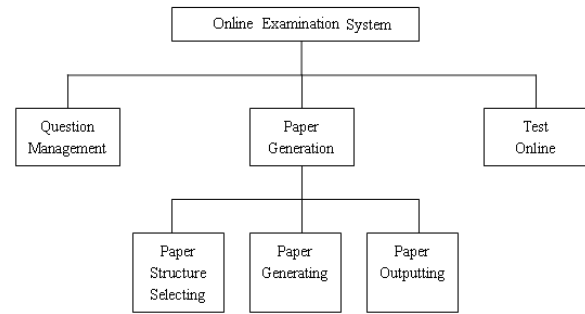 Online Examination System
Question
Management
Paper
Generation
Test
Online
Paper
Structure
Selecting
Paper
Generating
Paper
Outputting